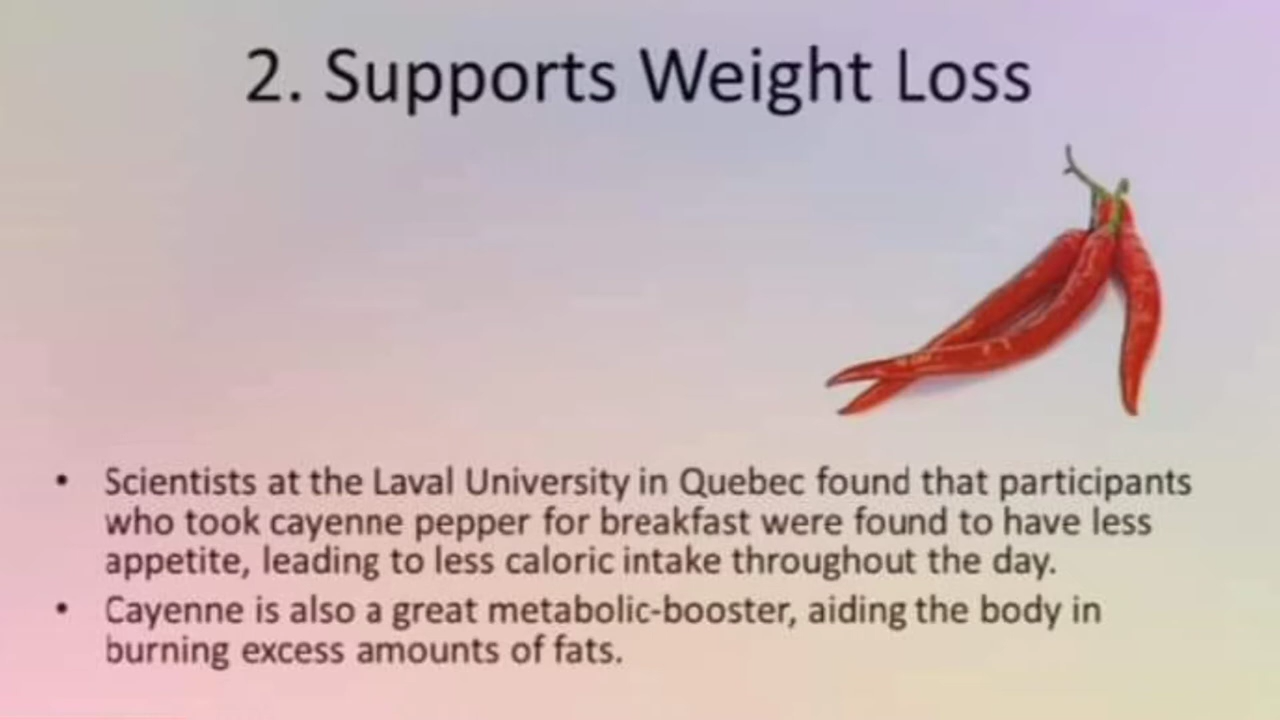 2. Supports Weight Loss
• Scientists at the Laval University in Quebec found that participants
who took cayenne pepper for breakfast were found to have less
appetite, leading to less caloric intake throughout the day.
• Cayenne is also a great metabolic-booster, aiding the body in
burning excess amounts of fats.